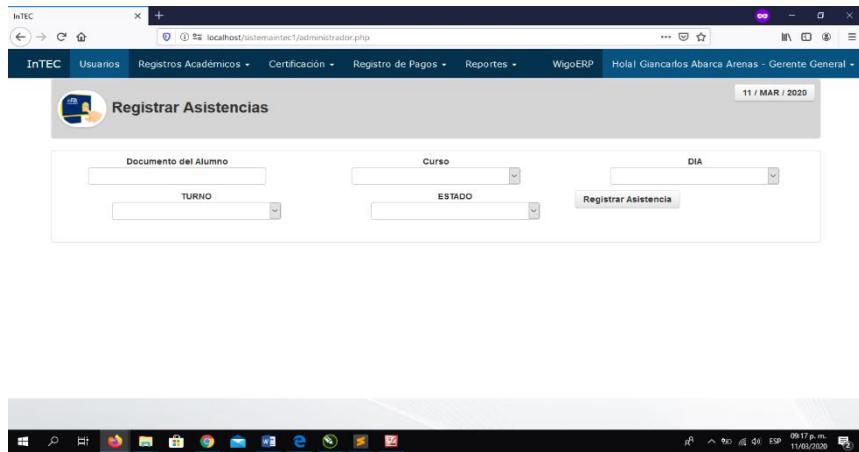 InTEC
localhost/sistemaintec1/administrador.php
InTEC Usuarios Registros Académicos Certificación Registro de Pagos Reportes WigoERP Hola! Giancarlos Abarca Arenas - Gerente General
11 / MAR / 2020
Registrar Asistencias
Documento del Alumno Curso DIA
TURNO ESTADO Registrar Asistencia
ESP 09:17 p. m.
11/03/2020